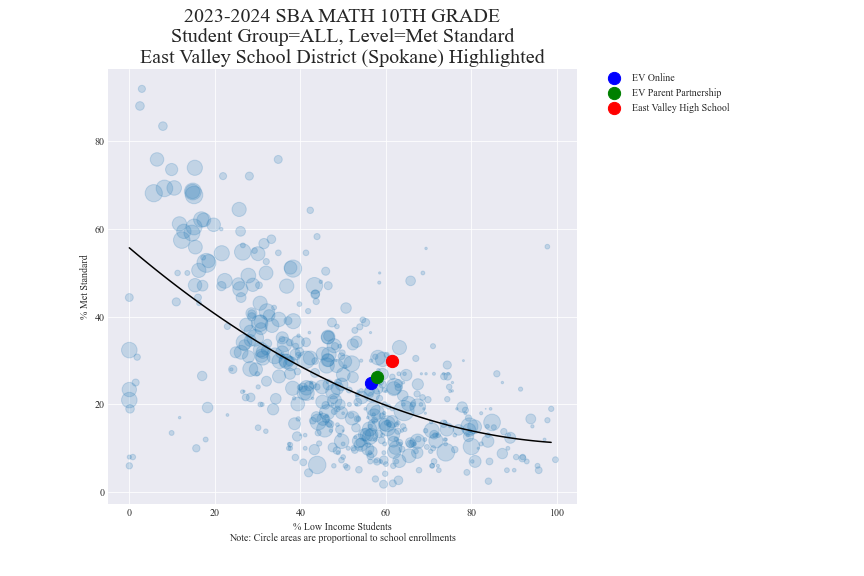 2023-2024 SBA MATH 10TH GRADE
Student Group=ALL, Level=Met Standard
East Valley School District (Spokane) Highlighted
EV Online
EV Parent Partnership
East Valley High School
% Met Standard
80
60
40
20
0
0 20 40 60 80 100
% Low Income Students
Note: Circle areas are proportional to school enrollments